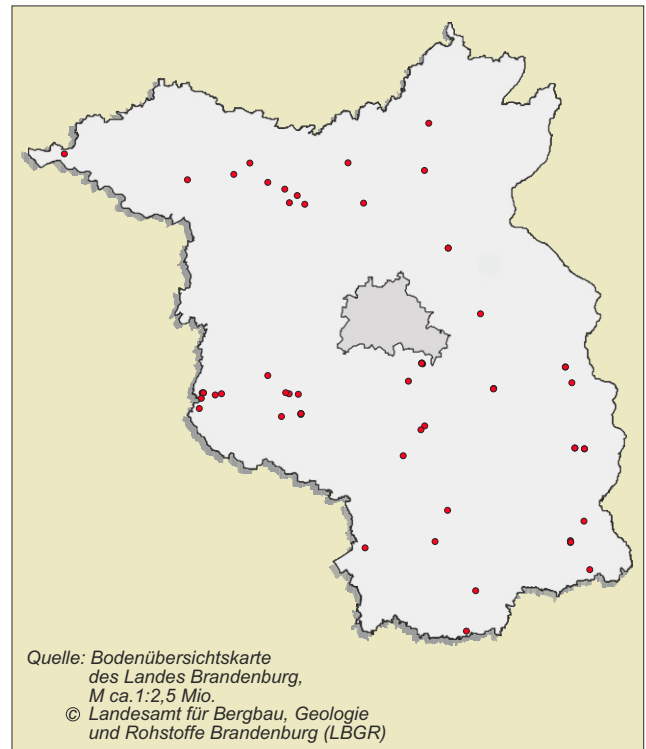 Quelle: Bodenübersichtskarte
des Landes Brandenburg,
M ca.1:2,5 Mio.
© Landesamt für Bergbau, Geologie
und Rohstoffe Brandenburg (LBGR)